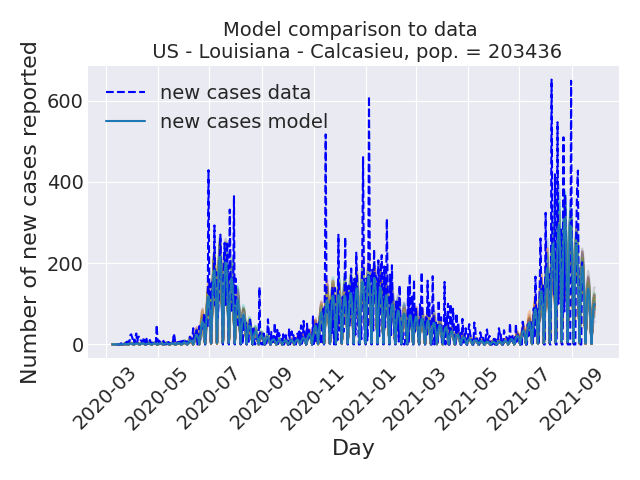 Model comparison to data
US - Louisiana - Calcasieu, pop. = 203436
Number of new cases reported
600
400
200
0
new cases data
new cases model
2020-03
2020-05
2020-07
2020-09
2020-11
2021-01
2021-03
2021-05
2021-07
2021-09
Day